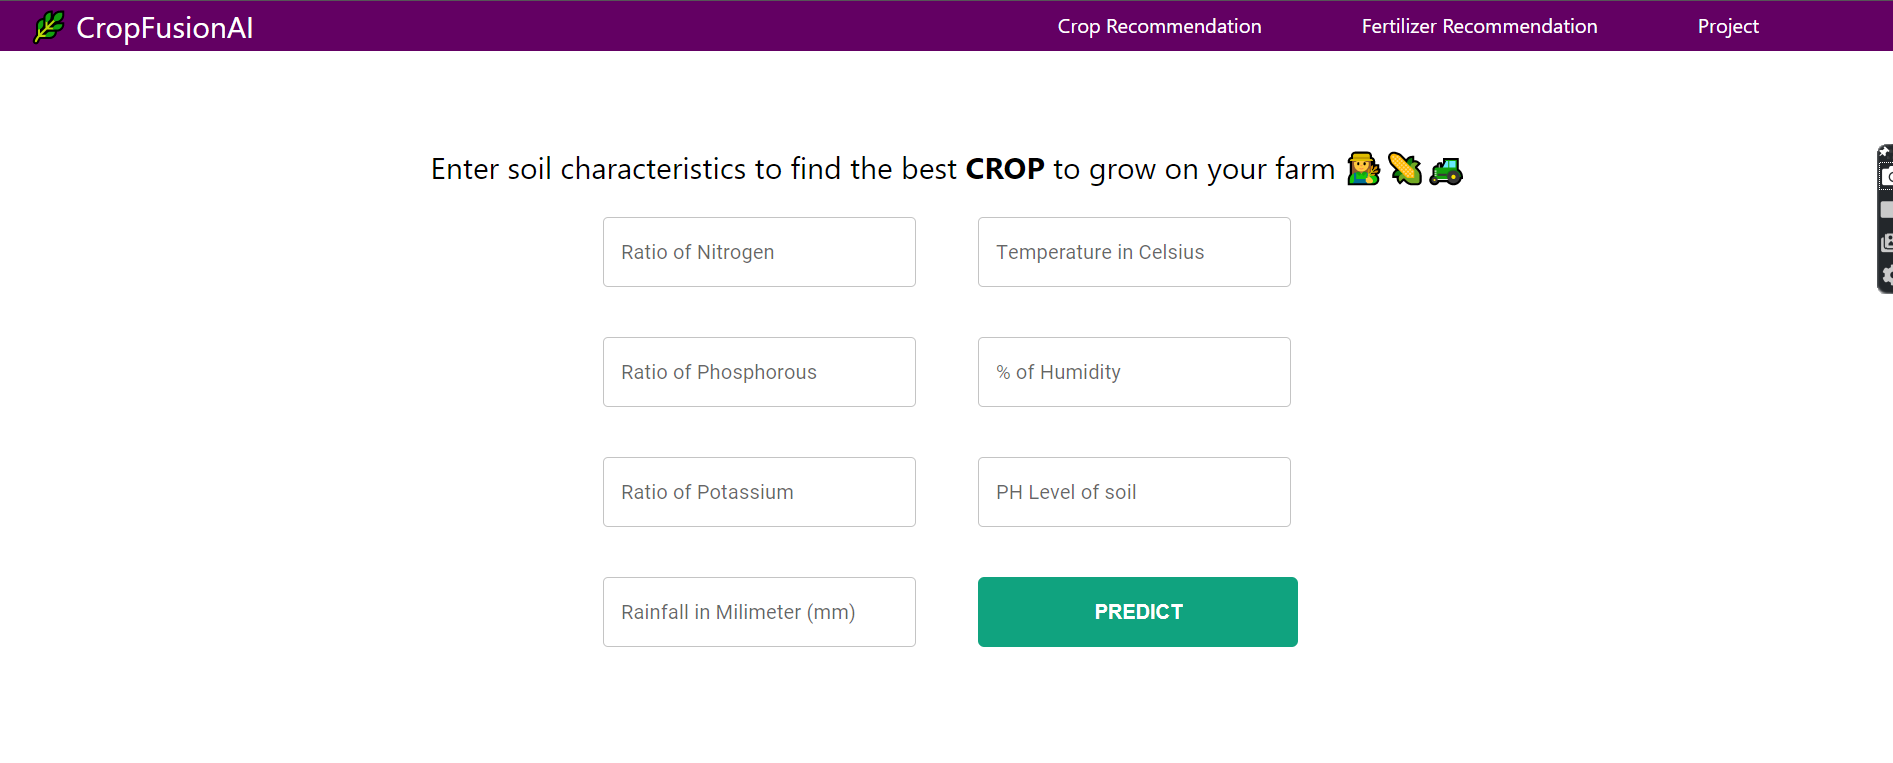 CropFusionAI
Crop Recommendation
Fertilizer Recommendation
Project
Enter soil characteristics to find the best CROP to grow on your farm 👩‍🌾🌽🚜
Ratio of Nitrogen
Temperature in Celsius
Ratio of Phosphorous
% of Humidity
Ratio of Potassium
PH Level of soil
Rainfall in Milimeter (mm)
PREDICT